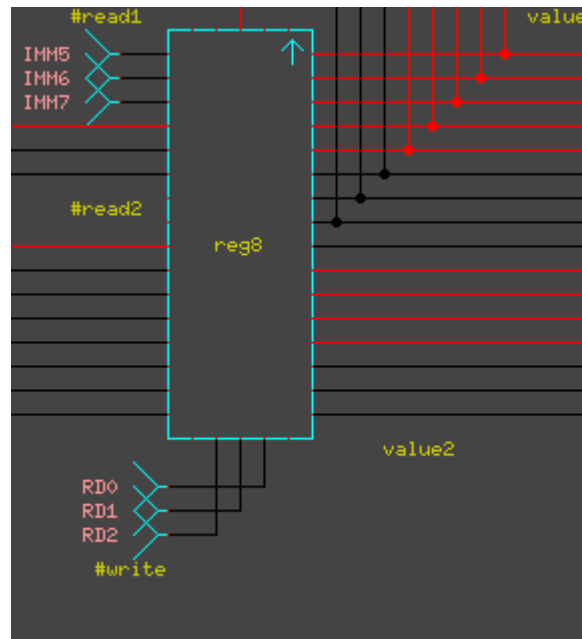 #read1
value
IMM5
IMM6
IMM7
#read2
reg8
value2
RD0
RD1
RD2
#write